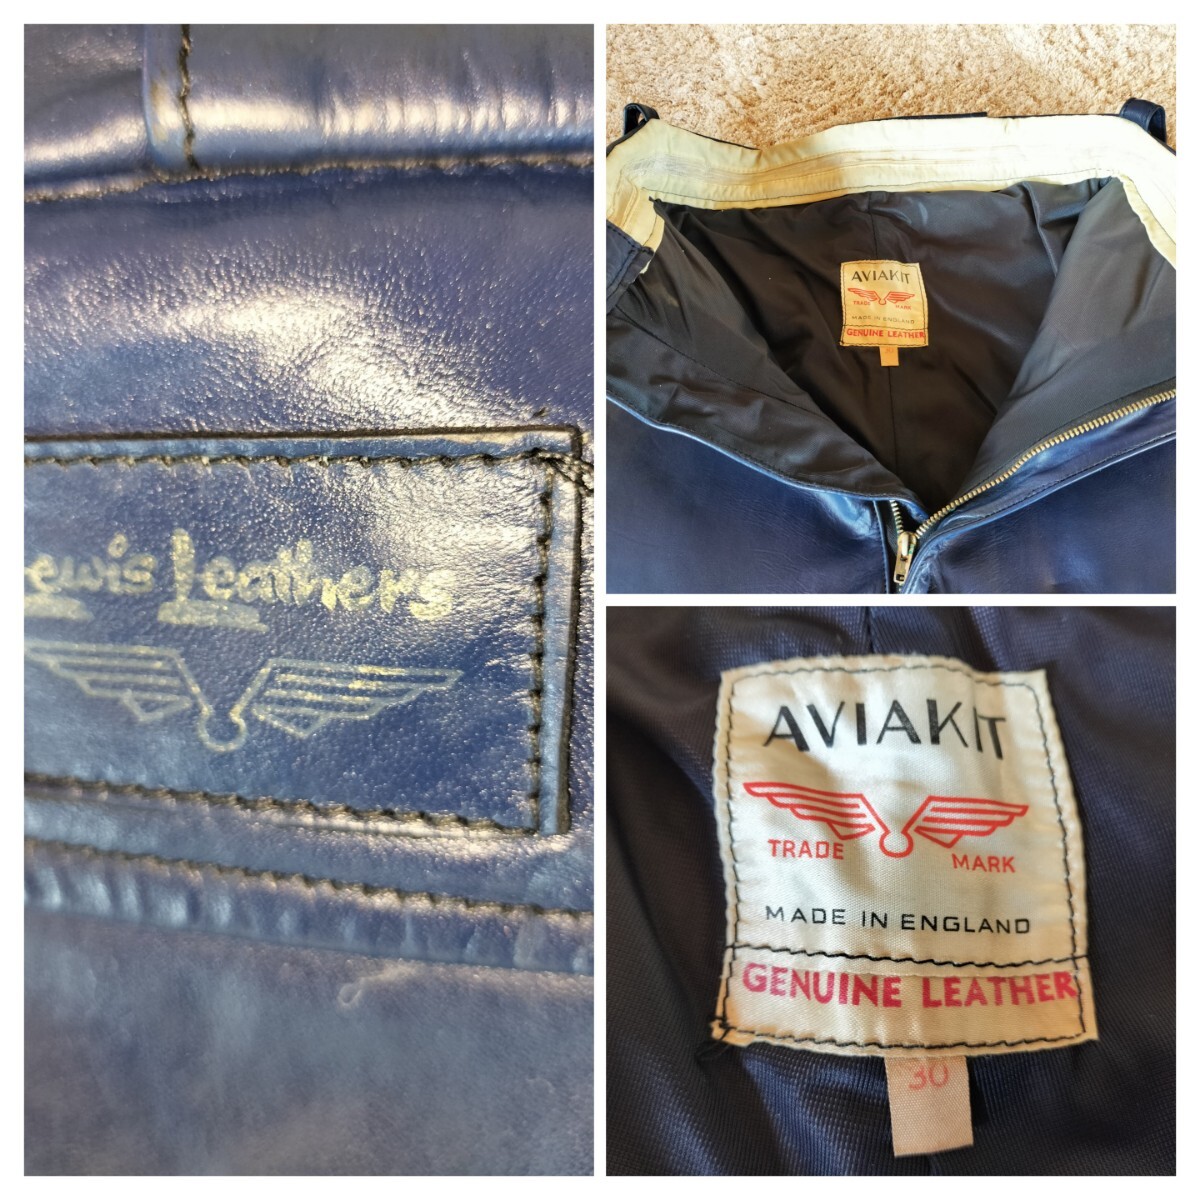 ewis Leathers
AVIAKIT
TRADE MARK
MADE IN ENGLAND
GENUINE LEATHER
30
AVIAKIT
TRADE MARK
MADE IN ENGLAND
GENUINE LEATHER
30